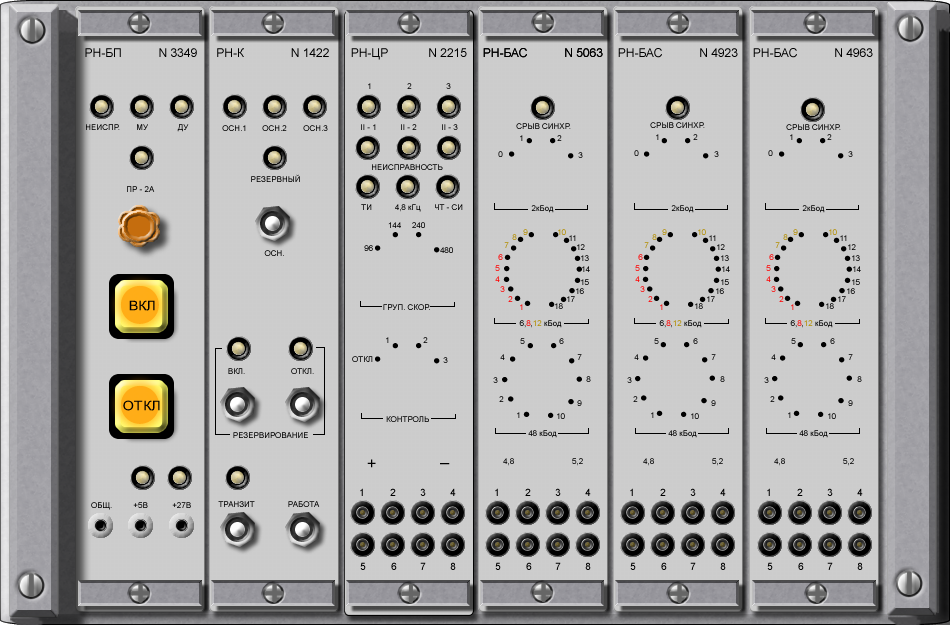 РН-БП N 3349
НЕИСПР. МУ ДУ
ПР - 2А
ВКЛ
ОТКЛ
ОБЩ. +5В +27В
РН-К N 1422
ОСН.1 ОСН.2 ОСН.3
РЕЗЕРВНЫЙ
ОСН.
ВКЛ. ОТКЛ.
РЕЗЕРВИРОВАНИЕ
ТРАНЗИТ РАБОТА
РН-ЦР N 2215
1 2 3
II - 1 II - 2 II - 3
НЕИСПРАВНОСТЬ
ТИ 4,8 кГц ЧТ - СИ
144 240
96 480
ГРУП. СКОР.
1 2
ОТКЛ 3
КОНТРОЛЬ
+ –
1 2 3 4
5 6 7 8
РН-БАС N 5063
СРЫВ СИНХР.
1 2
0 3
2кБод
9 10
8 11
7 12
6 13
5 14
4 15
3 16
2 17
1 18
6,8,12 кБод
5 6
4 7
3 8
2 9
1 10
48 кБод
4,8 5,2
1 2 3 4
5 6 7 8
РН-БАС N 4923
СРЫВ СИНХР.
1 2
0 3
2кБод
9 10
8 11
7 12
6 13
5 14
4 15
3 16
2 17
1 18
6,8,12 кБод
5 6
4 7
3 8
2 9
1 10
48 кБод
4,8 5,2
1 2 3 4
5 6 7 8
РН-БАС N 4963
СРЫВ СИНХР.
1 2
0 3
2кБод
9 10
8 11
7 12
6 13
5 14
4 15
3 16
2 17
1 18
6,8,12 кБод
5 6
4 7
3 8
2 9
1 10
48 кБод
4,8 5,2
1 2 3 4
5 6 7 8